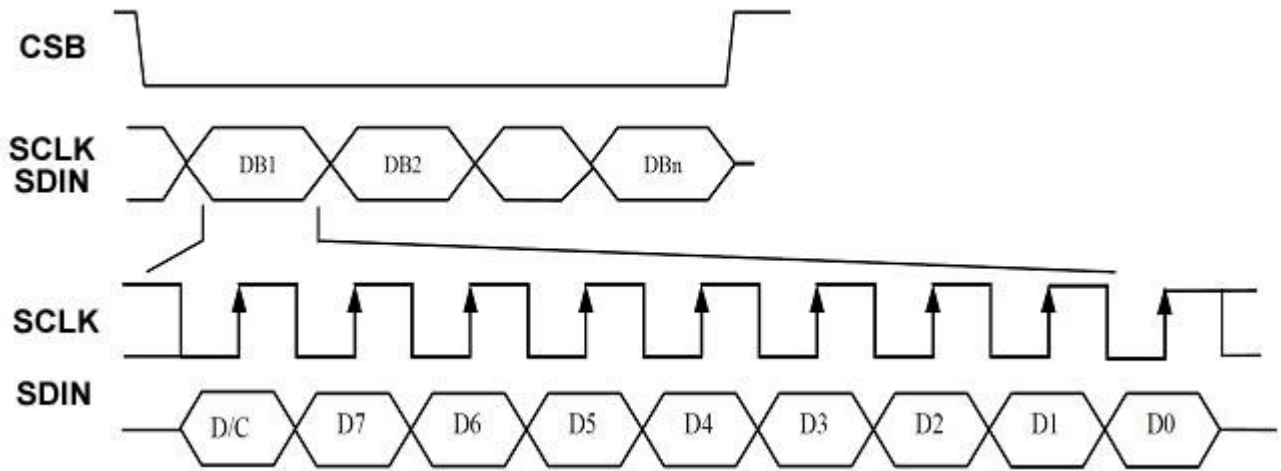 CSB
SCLK
SDIN
DB1 DB2 DBn
SCLK
SDIN
D/C D7 D6 D5 D4 D3 D2 D1 D0